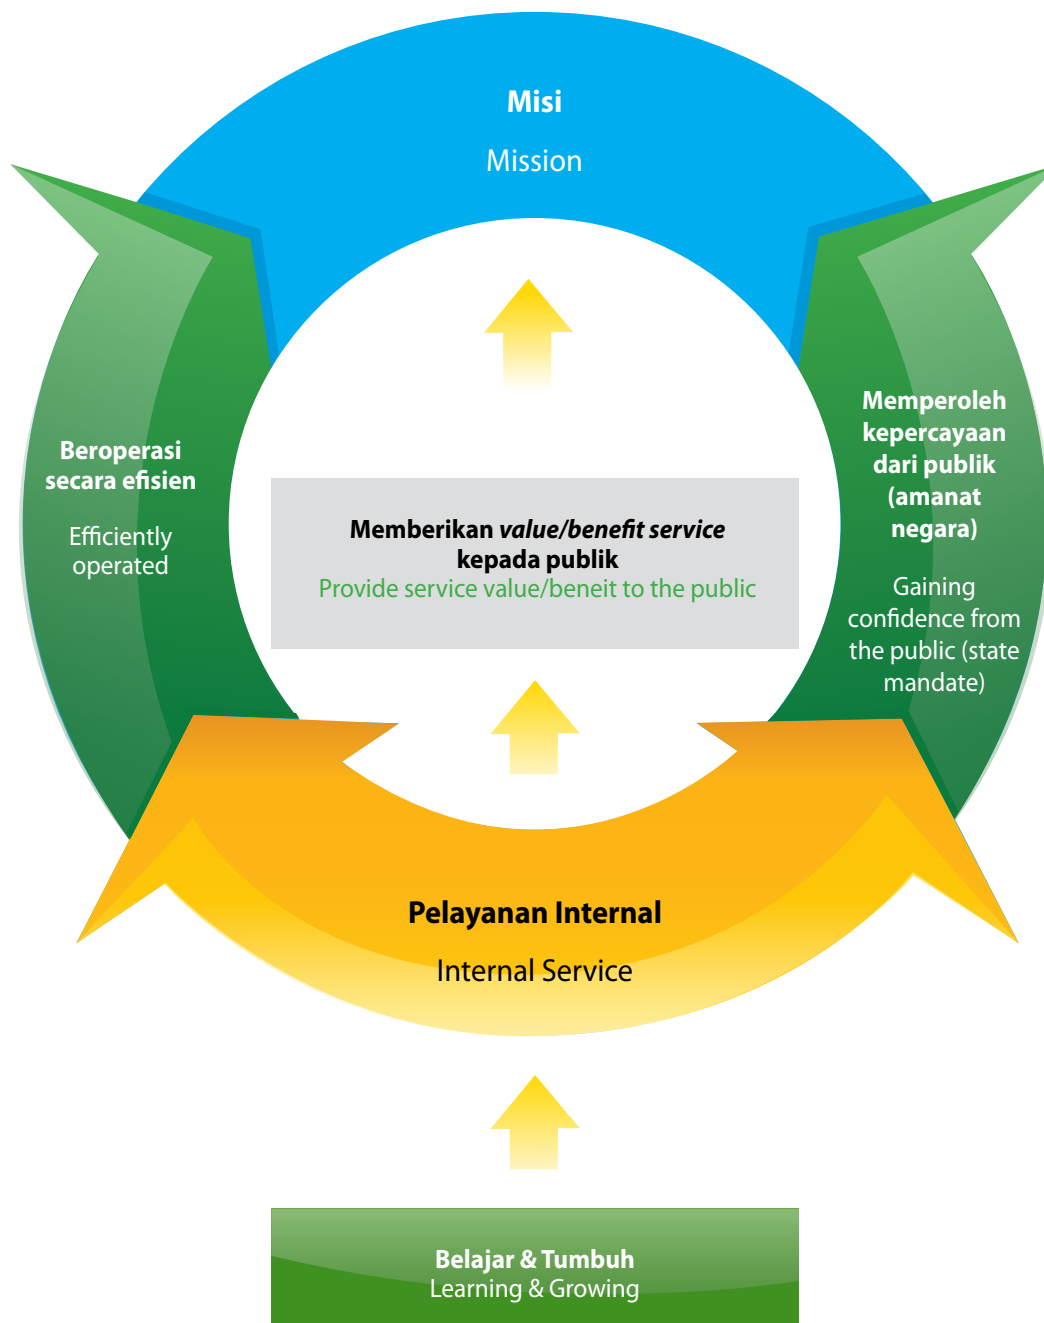 Misi
Mission
Beroperasi
secara efisien
Efficiently
operated
Memberikan value/benefit service
kepada publik
Provide service value/beneit to the public
Memperoleh
kepercayaan
dari publik
(amanat
negara)
Gaining
confidence from
the public (state
mandate)
Pelayanan Internal
Internal Service
Belajar & Tumbuh
Learning & Growing